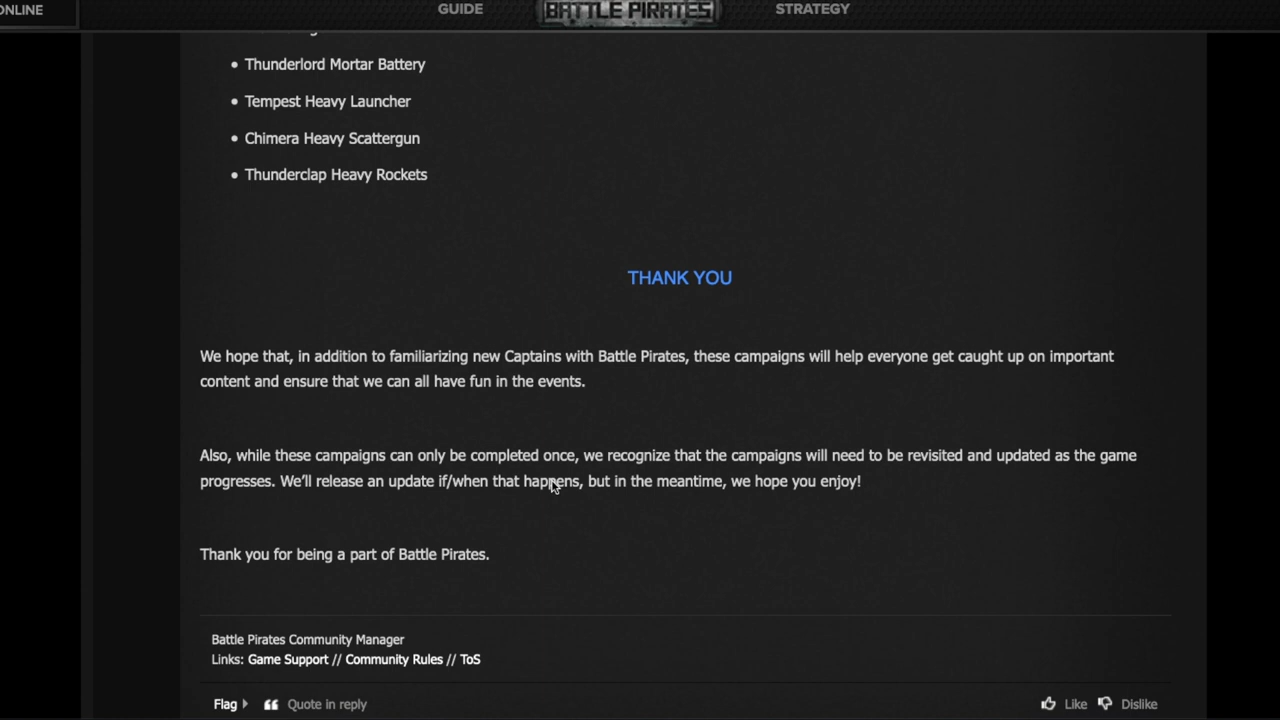 ONLINE
GUIDE
BATTLE PIRATES
STRATEGY
• Thunderlord Mortar Battery
• Tempest Heavy Launcher
• Chimera Heavy Scattergun
• Thunderclap Heavy Rockets
THANK YOU
We hope that, in addition to familiarizing new Captains with Battle Pirates, these campaigns will help everyone get caught up on important
content and ensure that we can all have fun in the events.
Also, while these campaigns can only be completed once, we recognize that the campaigns will need to be revisited and updated as the game
progresses. We’ll release an update if/when that happens, but in the meantime, we hope you enjoy!
Thank you for being a part of Battle Pirates.
Battle Pirates Community Manager
Links: Game Support // Community Rules // ToS
Flag
Quote in reply
Like
Dislike